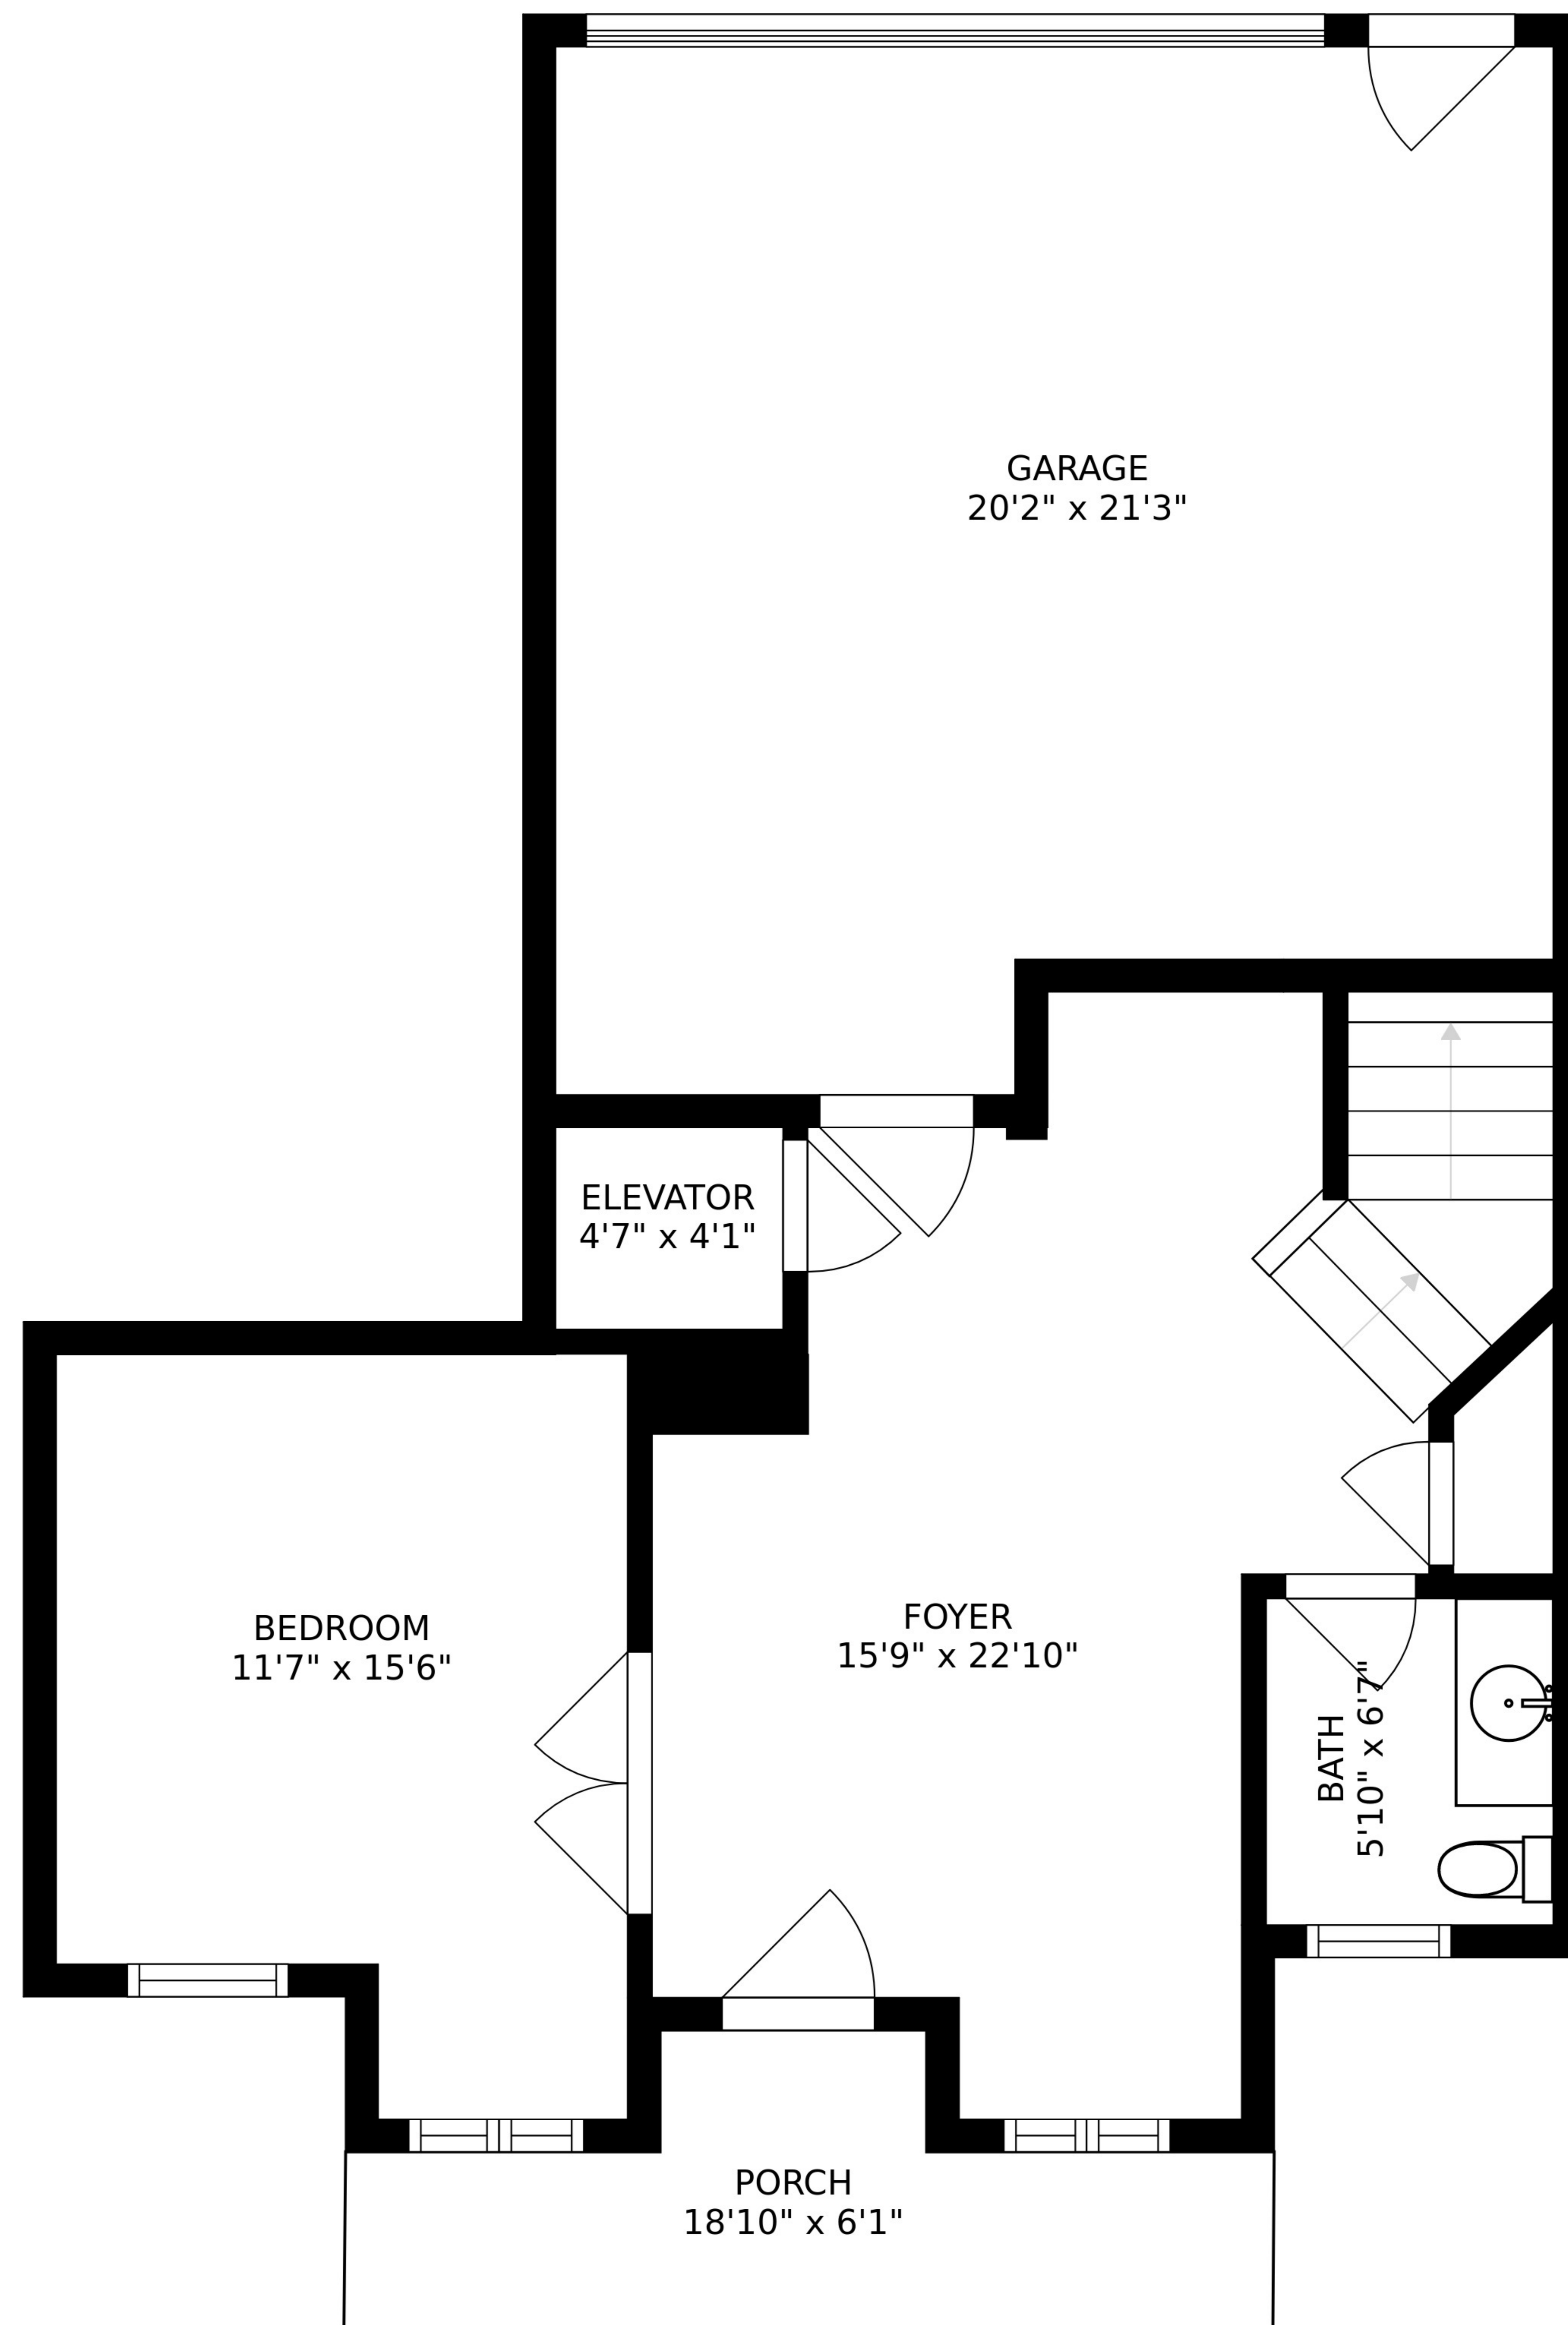 GARAGE
20'2" x 21'3"
ELEVATOR
4'7" x 4'1"
BEDROOM
11'7" x 15'6"
FOYER
15'9" x 22'10"
BATH
5'10" x 6'7"
PORCH
18'10" x 6'1"